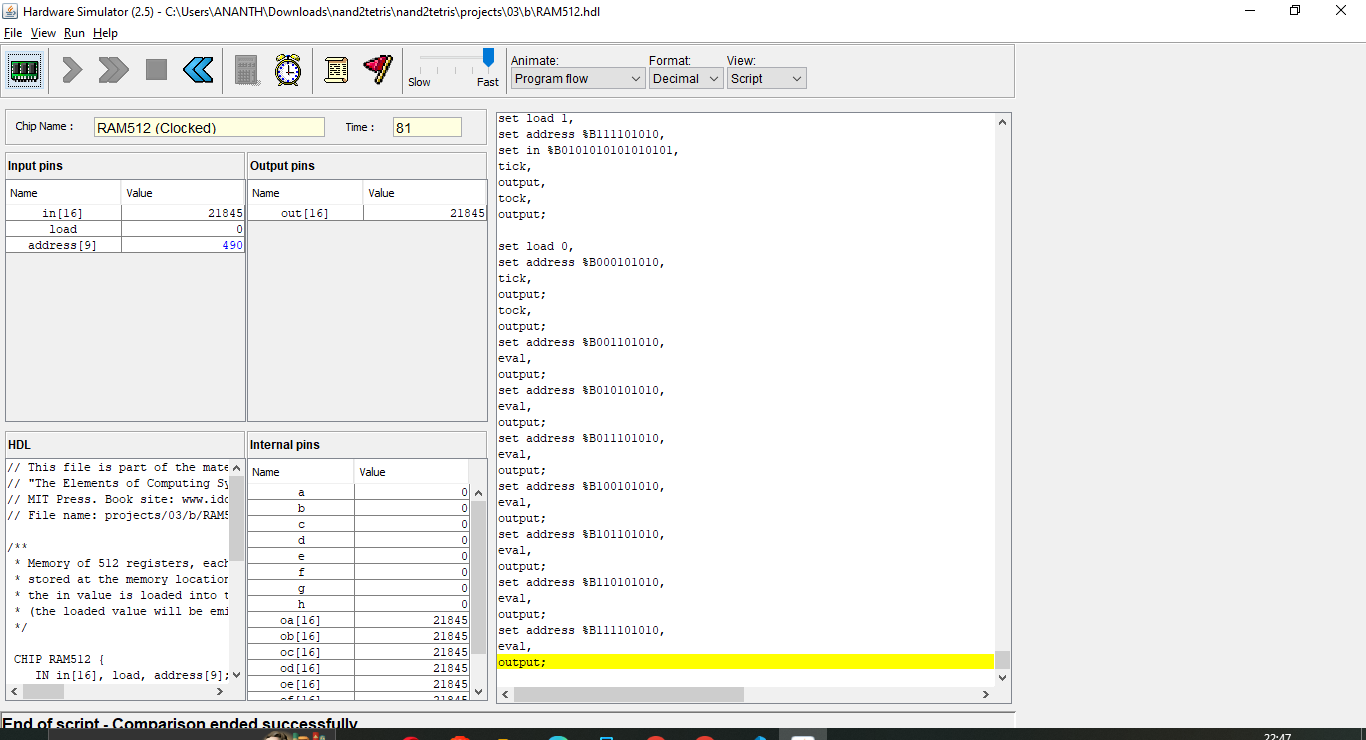 Hardware Simulator (2.5) - C:\Users\ANANTH\Downloads\nand2tetris\nand2tetris\projects\03\b\RAM512.hdl
File View Run Help
Slow Fast
Animate: Format: View:
Program flow Decimal Script
Chip Name : RAM512 (Clocked) Time : 81
Input pins
Name Value
in[16] 21845
load 0
address[9] 490
Output pins
Name Value
out[16] 21845
HDL
// This file is part of the mate
// "The Elements of Computing Sy
// MIT Press. Book site: www.idc
// File name: projects/03/b/RAM5
/**
* Memory of 512 registers, each
* stored at the memory location
* the in value is loaded into t
* (the loaded value will be emi
*/
CHIP RAM512 {
IN in[16], load, address[9];
Internal pins
Name Value
a 0
b 0
c 0
d 0
e 0
f 0
g 0
h 0
oa[16] 21845
ob[16] 21845
oc[16] 21845
od[16] 21845
oe[16] 21845
of[16] 21845
set load 1,
set address %B111101010,
set in %B0101010101010101,
tick,
output,
tock,
output;
set load 0,
set address %B000101010,
tick,
output;
tock,
output;
set address %B001101010,
eval,
output;
set address %B010101010,
eval,
output;
set address %B011101010,
eval,
output;
set address %B100101010,
eval,
output;
set address %B101101010,
eval,
output;
set address %B110101010,
eval,
output;
set address %B111101010,
eval,
output;
End of script - Comparison ended successfully
22:47